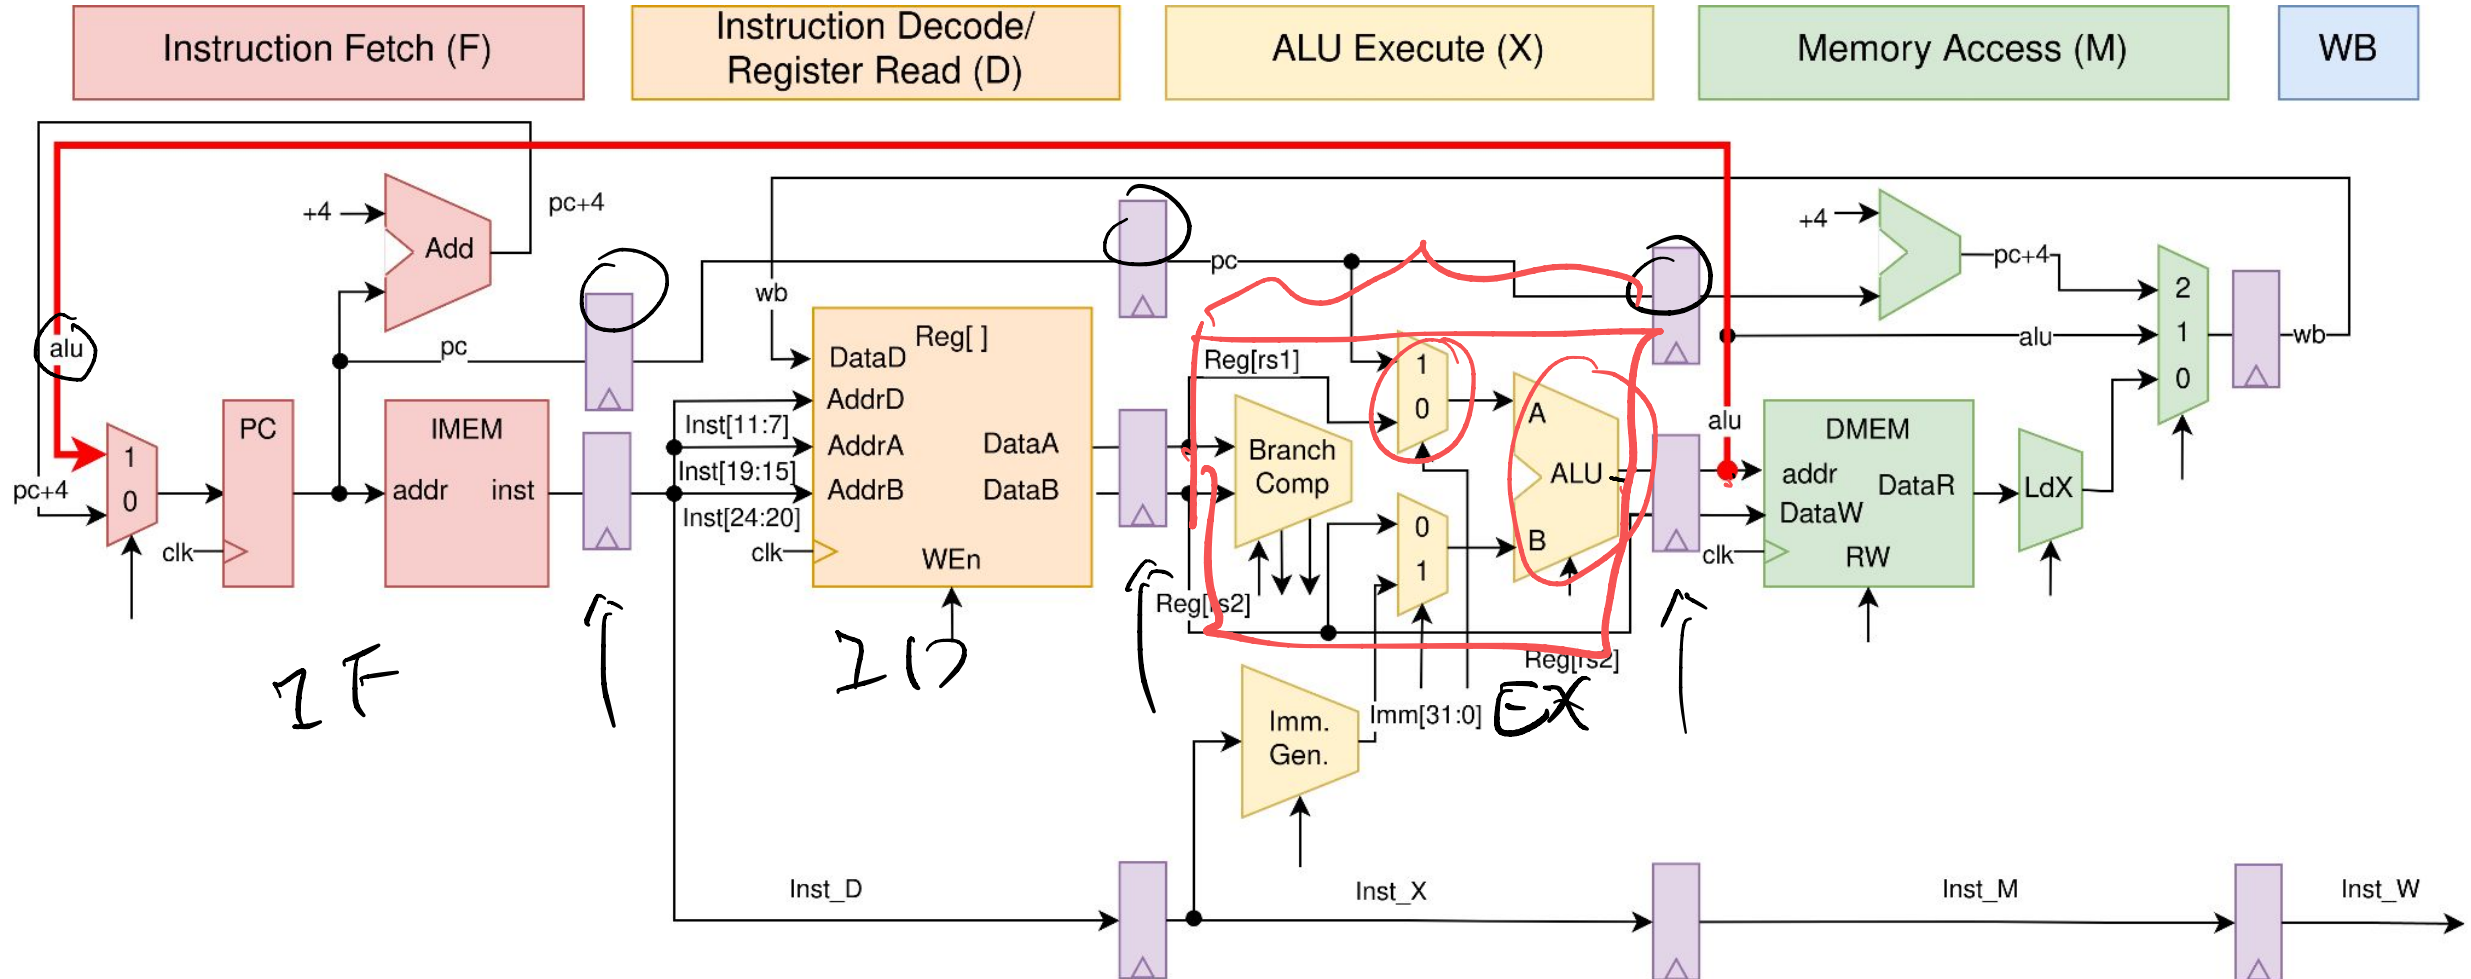 Instruction Fetch (F)
Instruction Decode/
Register Read (D)
ALU Execute (X)
Memory Access (M)
WB
+4
Add
pc+4
alu
pc
pc+4
1
0
clk
PC
IMEM
addr
inst
wb
Reg[ ]
DataD
AddrD
AddrA
AddrB
DataA
DataB
WEn
clk
Inst[11:7]
Inst[19:15]
Inst[24:20]
pc
Reg[rs1]
Branch
Comp
1
0
0
1
A
ALU
B
Reg[rs2]
Reg[rs2]
Imm.
Gen.
Imm[31:0]
+4
pc+4
alu
alu
clk
DMEM
addr
DataW
DataR
RW
LdX
2
1
0
wb
IF
ID
EX
Inst_D
Inst_X
Inst_M
Inst_W